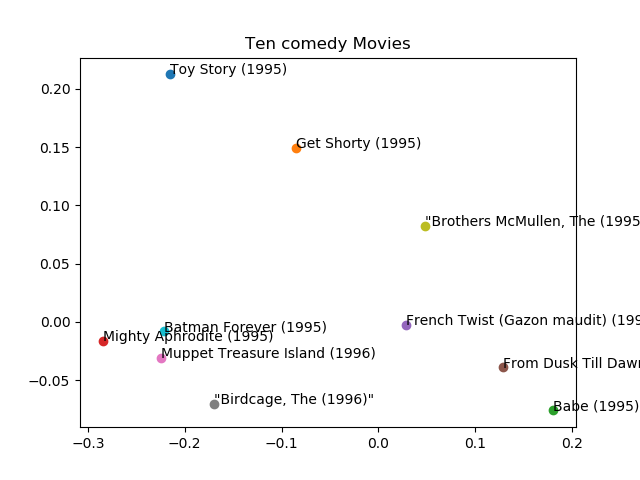 Ten comedy Movies
Toy Story (1995)
Get Shorty (1995)
"Brothers McMullen, The (1995
French Twist (Gazon maudit) (199
Batman Forever (1995)
Mighty Aphrodite (1995)
Muppet Treasure Island (1996)
From Dusk Till Dawn
"Birdcage, The (1996)"
Babe (1995)
0.20
0.15
0.10
0.05
0.00
−0.05
−0.3
−0.2
−0.1
0.0
0.1
0.2